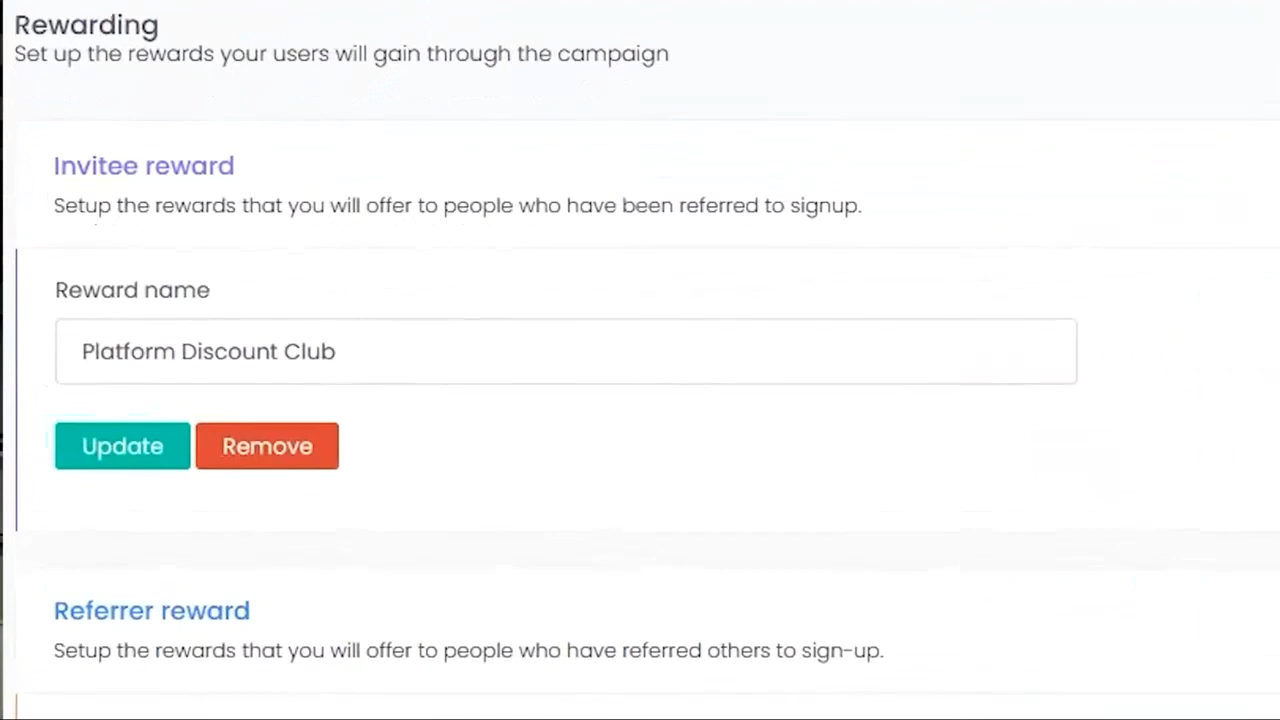 Rewarding
Set up the rewards your users will gain through the campaign
Invitee reward
Setup the rewards that you will offer to people who have been referred to signup.
Reward name
Platform Discount Club
Update Remove
Referrer reward
Setup the rewards that you will offer to people who have referred others to sign-up.